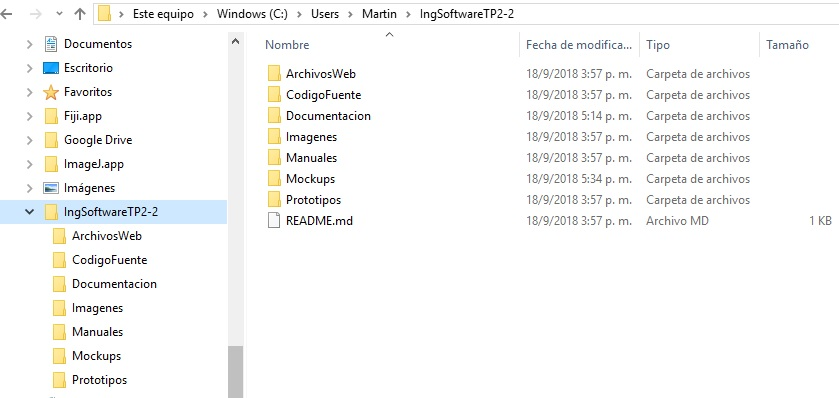 Este equipo > Windows (C:) > Users > Martin > IngSoftwareTP2-2
Documentos
Escritorio
Favoritos
Fiji.app
Google Drive
ImageJ.app
Imágenes
IngSoftwareTP2-2
ArchivosWeb
CodigoFuente
Documentacion
Imagenes
Manuales
Mockups
Prototipos
Nombre Fecha de modifica... Tipo Tamaño
ArchivosWeb 18/9/2018 3:57 p. m. Carpeta de archivos
CodigoFuente 18/9/2018 3:57 p. m. Carpeta de archivos
Documentacion 18/9/2018 5:14 p. m. Carpeta de archivos
Imagenes 18/9/2018 3:57 p. m. Carpeta de archivos
Manuales 18/9/2018 3:57 p. m. Carpeta de archivos
Mockups 18/9/2018 5:34 p. m. Carpeta de archivos
Prototipos 18/9/2018 3:57 p. m. Carpeta de archivos
README.md 18/9/2018 3:57 p. m. Archivo MD 1 KB